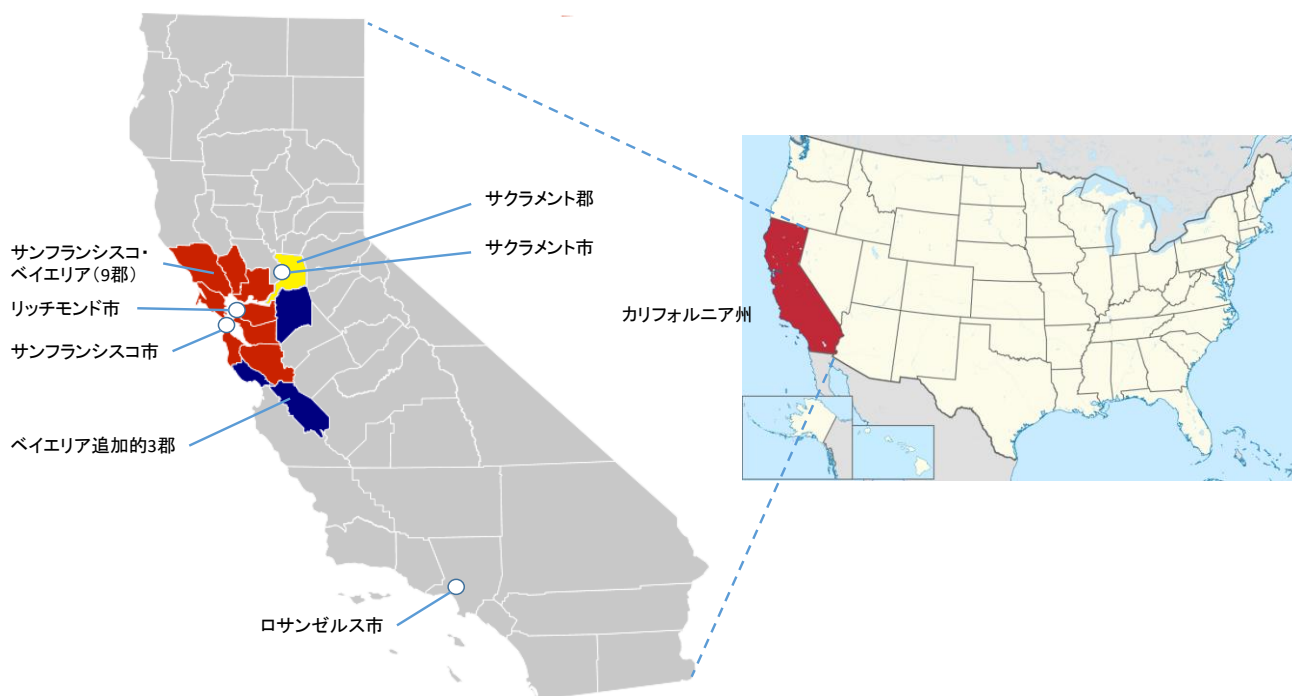 サクラメント郡
サクラメント市
サンフランシスコ・
ベイエリア（9郡）
リッチモンド市
サンフランシスコ市
ベイエリア追加的3郡
ロサンゼルス市
カリフォルニア州